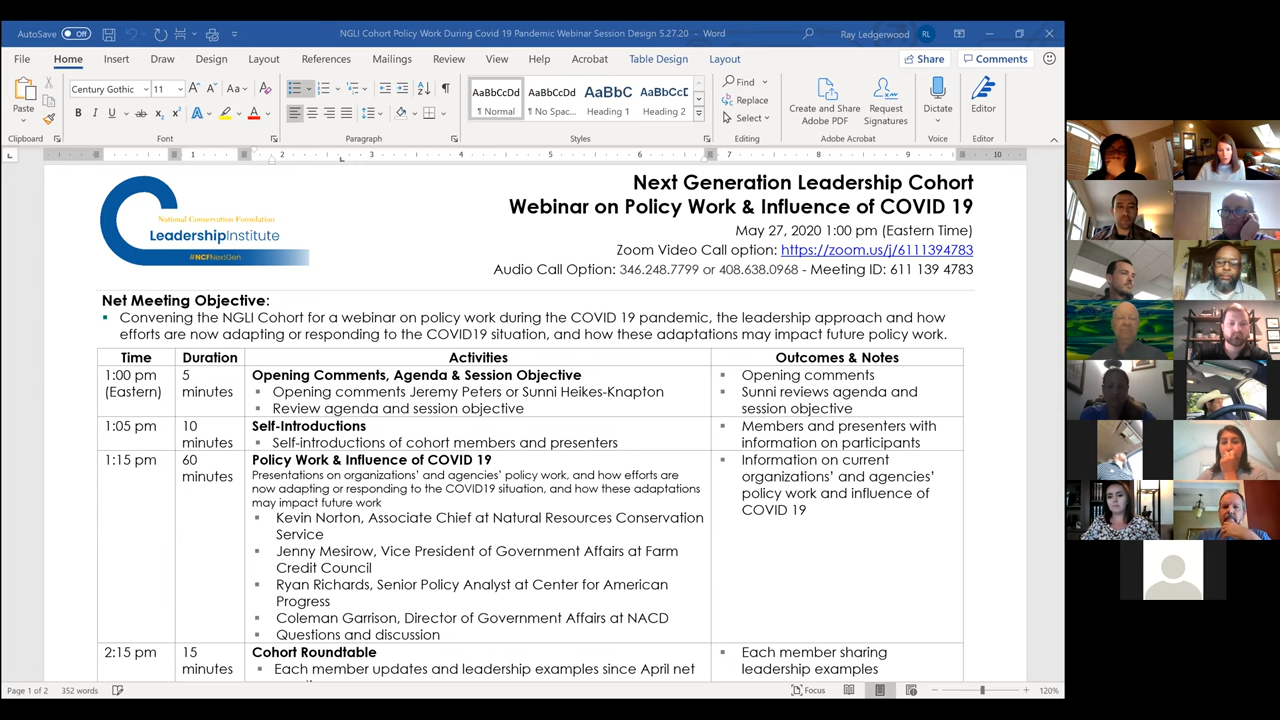 AutoSave Off NGLI Cohort Policy Work During Covid 19 Pandemic Webinar Session Design 5.27.20 - Word Ray Ledgerwood RL
File Home Insert Draw Design Layout References Mailings Review View Help Acrobat Table Design Layout Share Comments
Paste
Century Gothic 11 A A Aa
B I U ab x₂ x² A A
AaBbCcDd AaBbCcDd AaBbC AaBbCcE
¶ Normal ¶ No Spac... Heading 1 Heading 2
Find
Replace
Select
Create and Share Adobe PDF
Request Signatures
Dictate
Editor
Clipboard Font Paragraph Styles Editing Adobe Acrobat Voice Editor
1 2 3 4 5 6 7 8 9 10
National Conservation Foundation
LeadershipInstitute
#NCFNextGen
Next Generation Leadership Cohort
Webinar on Policy Work & Influence of COVID 19
May 27, 2020 1:00 pm (Eastern Time)
Zoom Video Call option: https://zoom.us/j/6111394783
Audio Call Option: 346.248.7799 or 408.638.0968 - Meeting ID: 611 139 4783
Net Meeting Objective:
▪ Convening the NGLI Cohort for a webinar on policy work during the COVID 19 pandemic, the leadership approach and how
efforts are now adapting or responding to the COVID19 situation, and how these adaptations may impact future policy work.
Time Duration Activities Outcomes & Notes
1:00 pm
(Eastern)
5
minutes
Opening Comments, Agenda & Session Objective
▪ Opening comments Jeremy Peters or Sunni Heikes-Knapton
▪ Review agenda and session objective
▪ Opening comments
▪ Sunni reviews agenda and
session objective
1:05 pm
10
minutes
Self-Introductions
▪ Self-introductions of cohort members and presenters
▪ Members and presenters with
information on participants
1:15 pm
60
minutes
Policy Work & Influence of COVID 19
Presentations on organizations' and agencies' policy work, and how efforts are
now adapting or responding to the COVID19 situation, and how these adaptations
may impact future work
▪ Kevin Norton, Associate Chief at Natural Resources Conservation
Service
▪ Jenny Mesirow, Vice President of Government Affairs at Farm
Credit Council
▪ Ryan Richards, Senior Policy Analyst at Center for American
Progress
▪ Coleman Garrison, Director of Government Affairs at NACD
▪ Questions and discussion
▪ Information on current
organizations' and agencies'
policy work and influence of
COVID 19
2:15 pm
15
minutes
Cohort Roundtable
▪ Each member updates and leadership examples since April net
▪ Each member sharing
leadership examples
Page 1 of 2 352 words Focus 120%